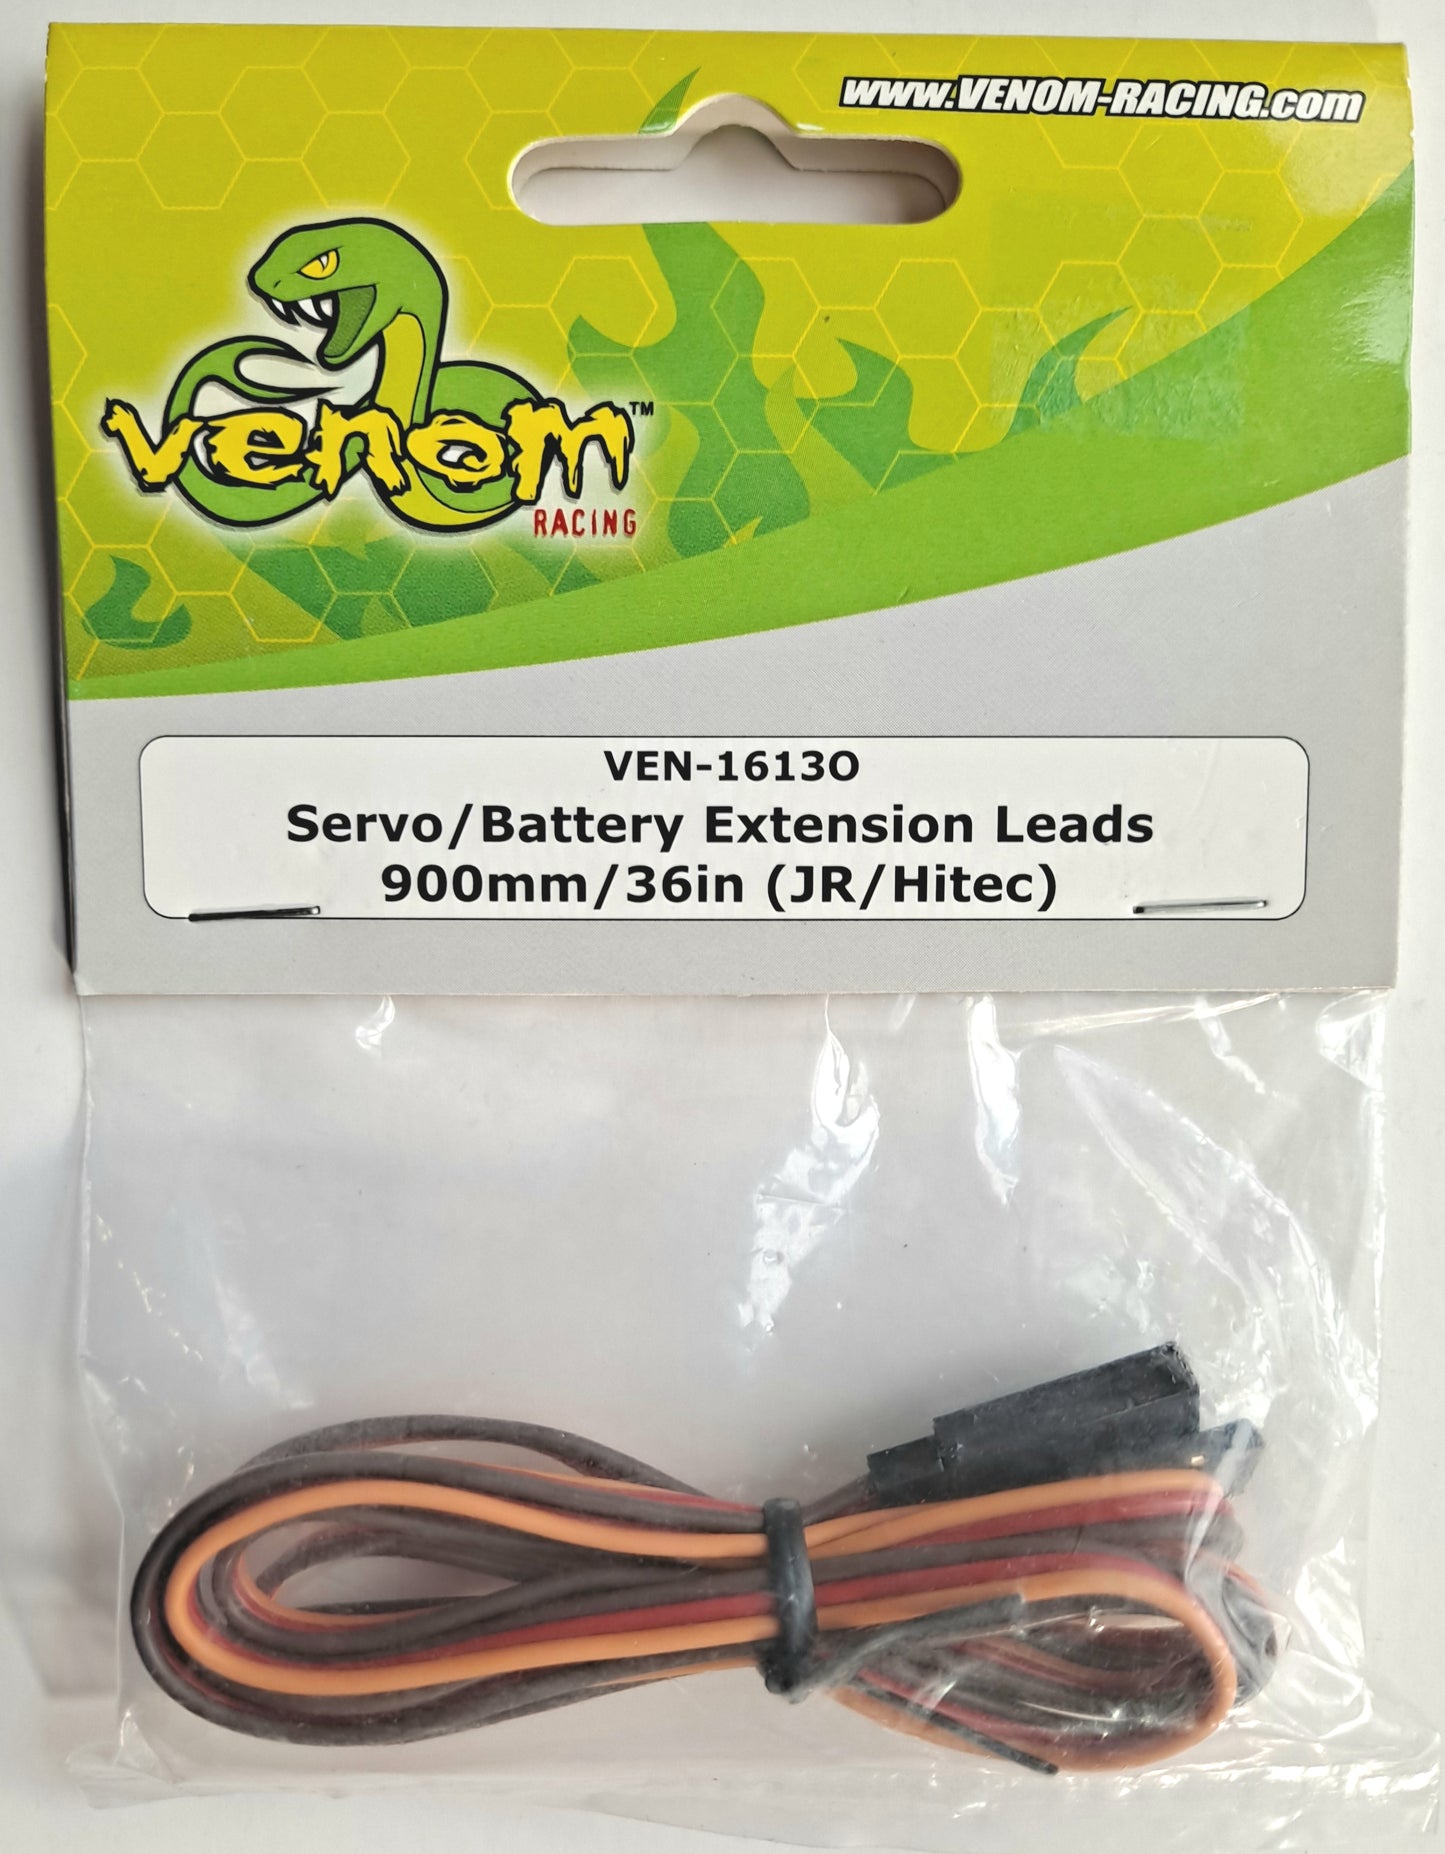 www.VENOM-RACING.com
venom™
RACING
VEN-1613O
Servo/Battery Extension Leads
900mm/36in (JR/Hitec)